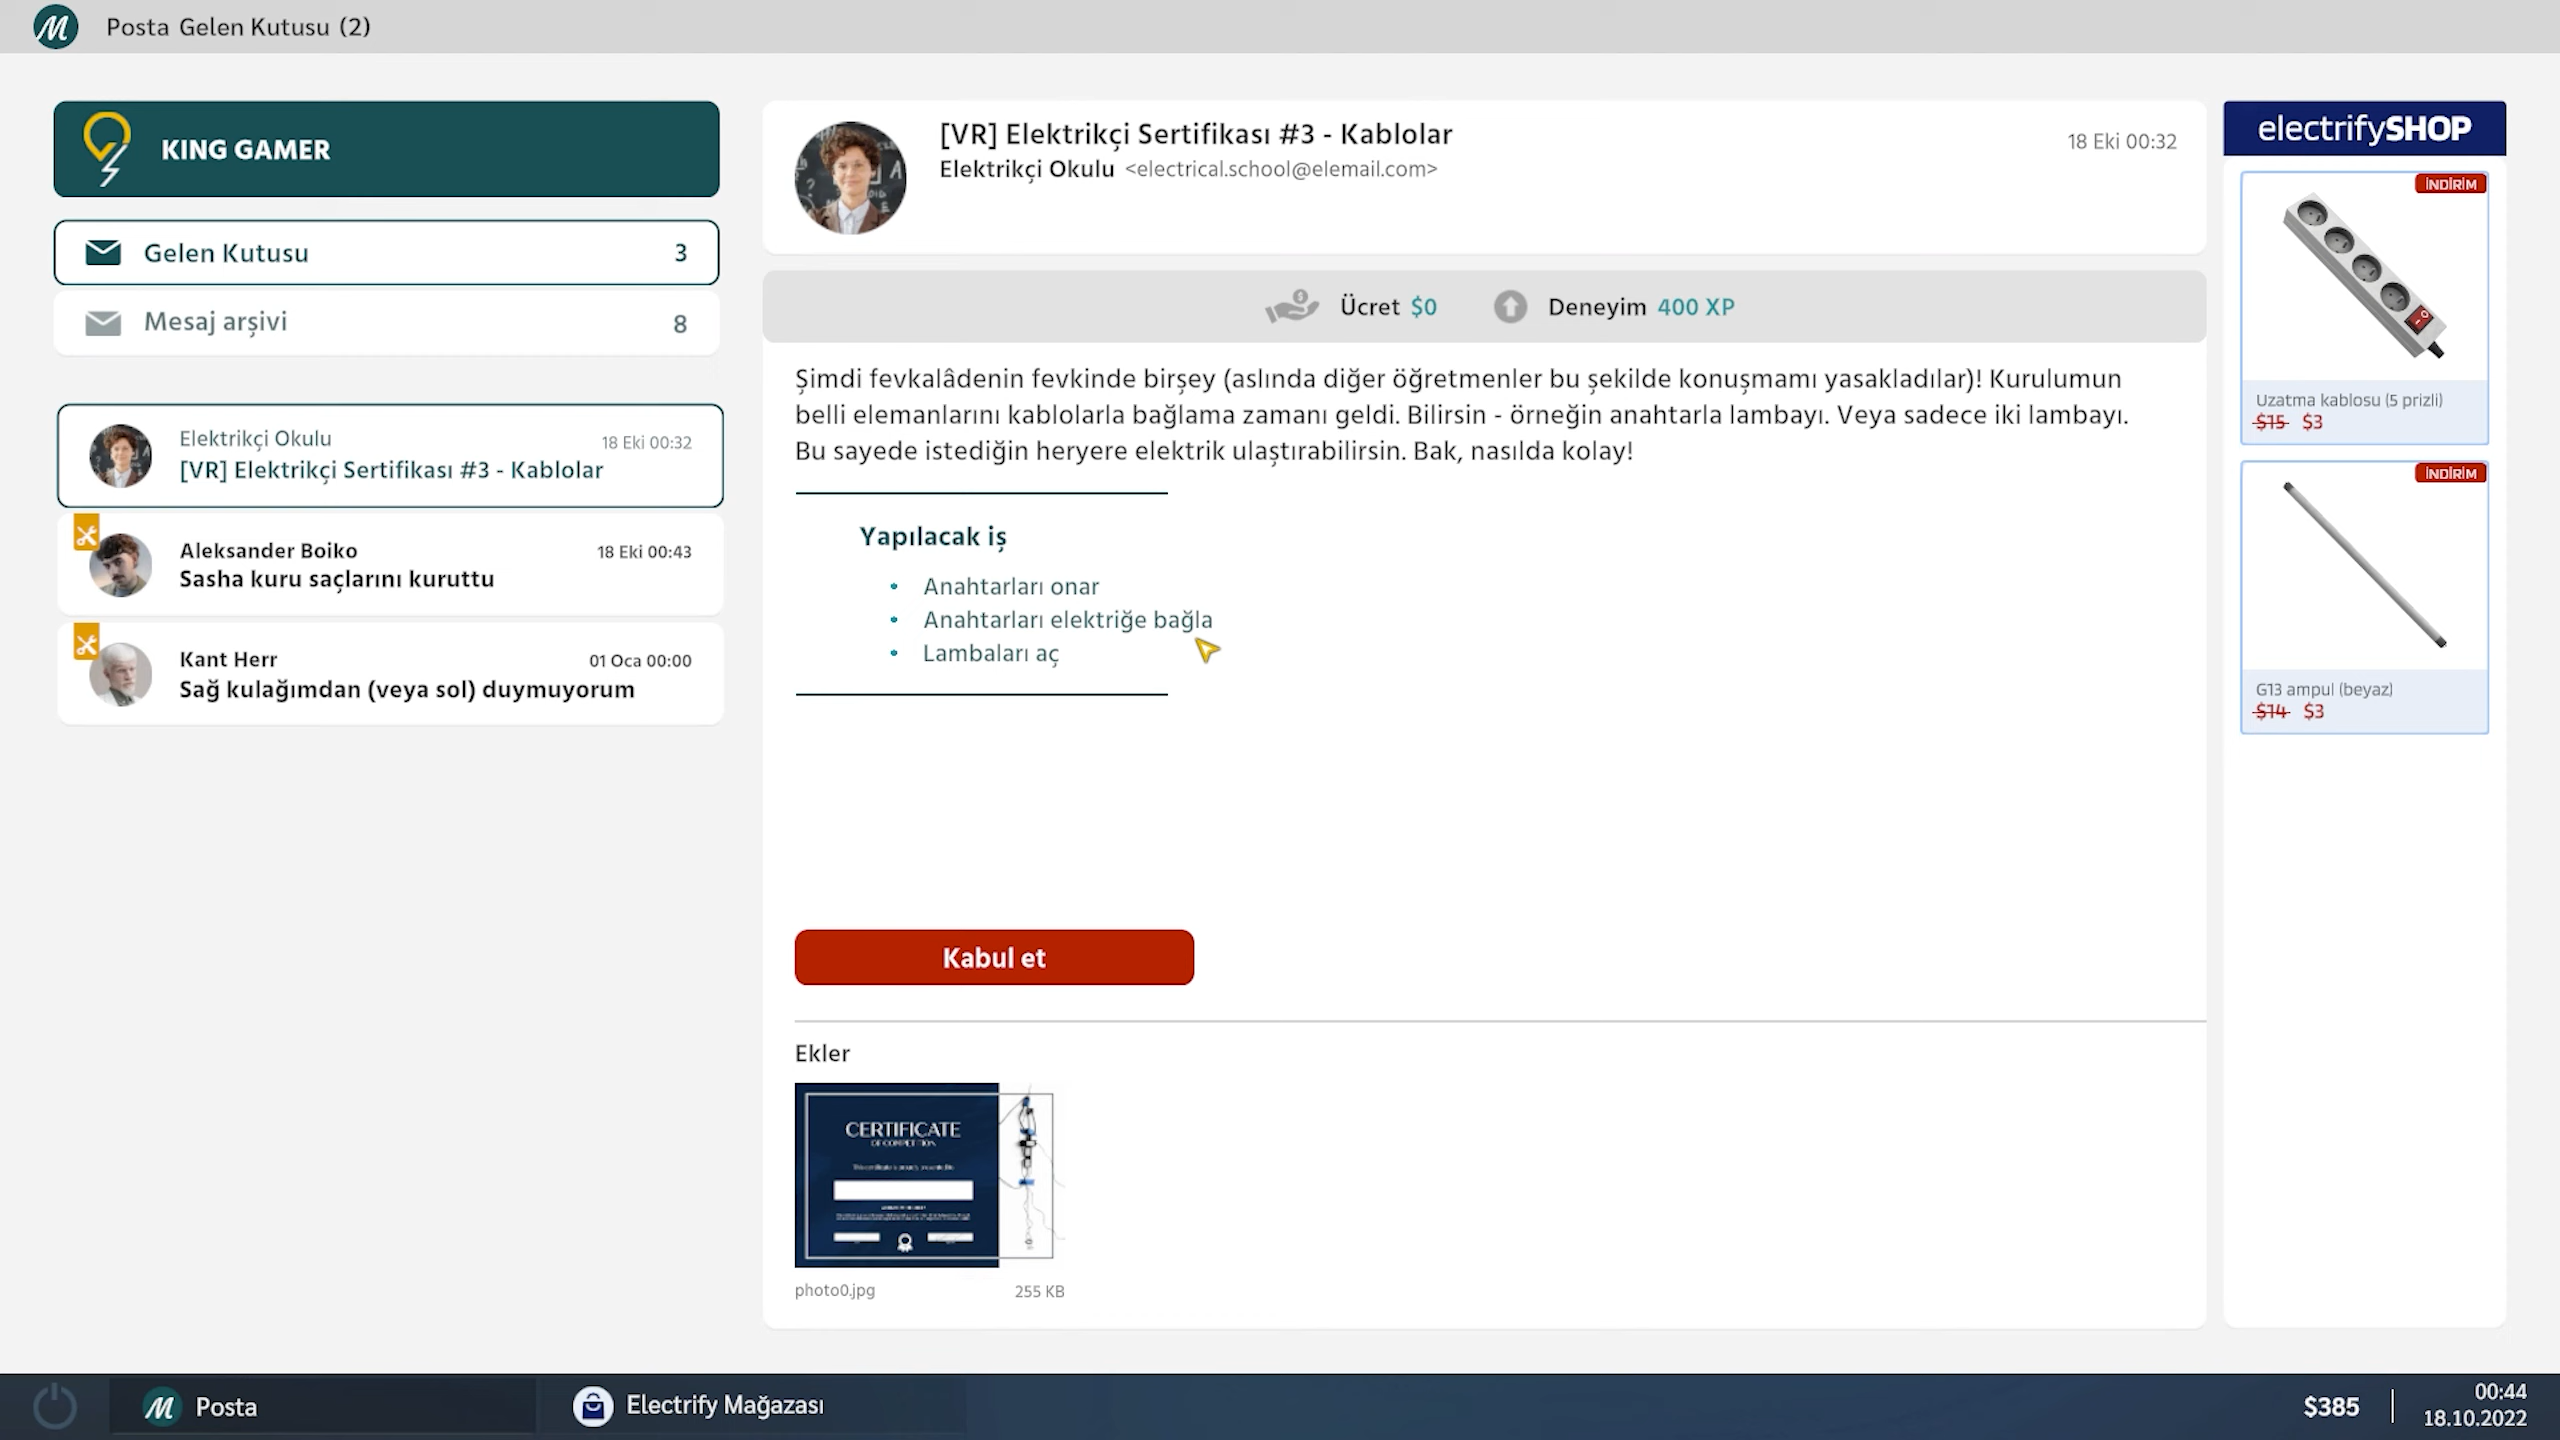 Posta Gelen Kutusu (2)
KING GAMER
Gelen Kutusu 3
Mesaj arşivi 8
Elektrikçi Okulu 18 Eki 00:32
[VR] Elektrikçi Sertifikası #3 - Kablolar
Aleksander Boiko 18 Eki 00:43
Sasha kuru saçlarını kuruttu
Kant Herr 01 Oca 00:00
Sağ kulağımdan (veya sol) duymuyorum
[VR] Elektrikçi Sertifikası #3 - Kablolar 18 Eki 00:32
Elektrikçi Okulu <electrical.school@elemail.com>
Ücret $0 Deneyim 400 XP
Şimdi fevkalâdenin fevkinde birşey (aslında diğer öğretmenler bu şekilde konuşmamı yasakladılar)! Kurulumun
belli elemanlarını kablolarla bağlama zamanı geldi. Bilirsin - örneğin anahtarla lambayı. Veya sadece iki lambayı.
Bu sayede istediğin heryere elektrik ulaştırabilirsin. Bak, nasılda kolay!
Yapılacak iş
• Anahtarları onar
• Anahtarları elektriğe bağla
• Lambaları aç
Kabul et
Ekler
CERTIFICATE
photo0.jpg 255 KB
electrifySHOP
İNDİRİM
Uzatma kablosu (5 prizli)
$15 $3
İNDİRİM
G13 ampul (beyaz)
$14 $3
Posta
Electrify Mağazası
$385
00:44
18.10.2022